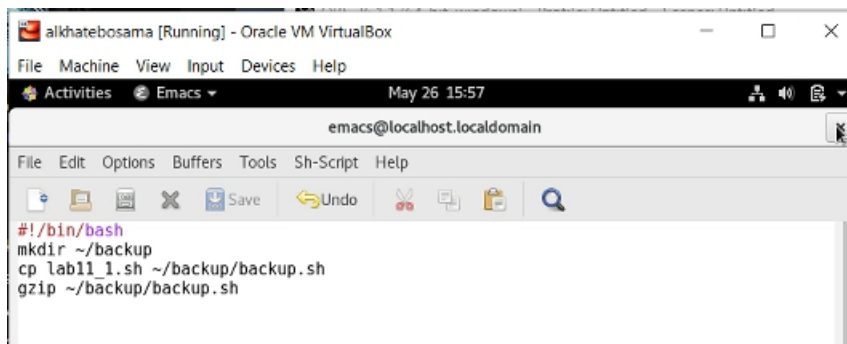 alkhatebosama [Running] - Oracle VM VirtualBox
File Machine View Input Devices Help
Activities Emacs May 26 15:57
emacs@localhost.localdomain
File Edit Options Buffers Tools Sh-Script Help
Save Undo
#!/bin/bash
mkdir ~/backup
cp lab11_1.sh ~/backup/backup.sh
gzip ~/backup/backup.sh